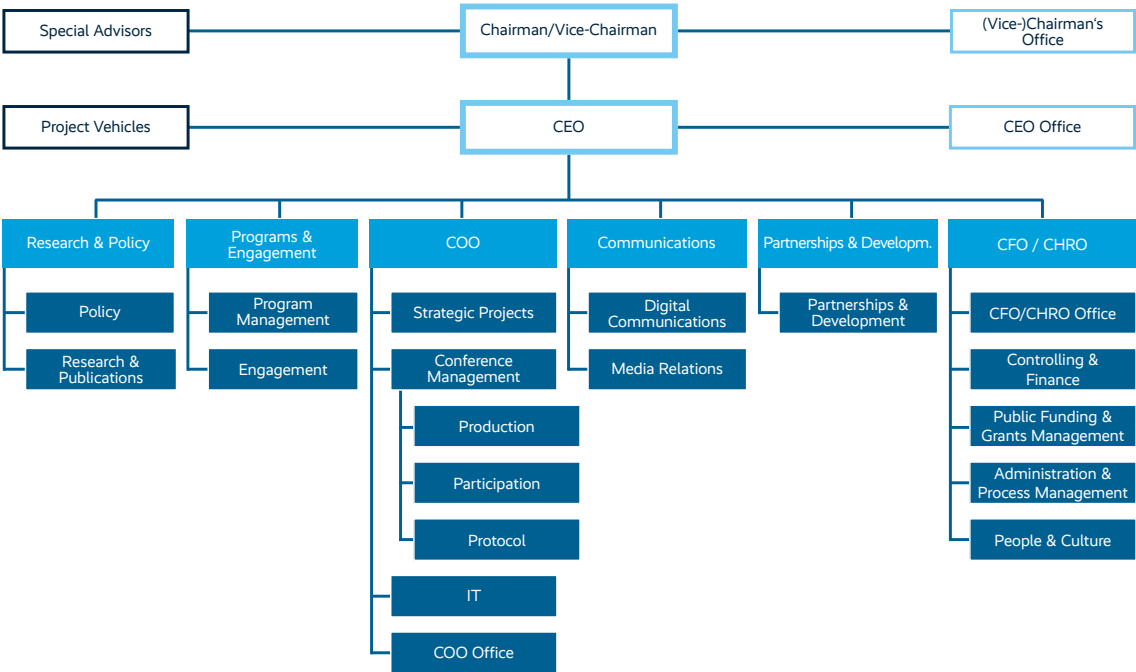 Special Advisors
Chairman/Vice-Chairman
(Vice-)Chairman‘s
Office
Project Vehicles
CEO
CEO Office
Research & Policy
Programs &
Engagement
COO
Communications
Partnerships & Developm.
CFO / CHRO
Policy
Research &
Publications
Program
Management
Engagement
Strategic Projects
Conference
Management
Production
Participation
Protocol
IT
COO Office
Digital
Communications
Media Relations
Partnerships &
Development
CFO/CHRO Office
Controlling &
Finance
Public Funding &
Grants Management
Administration &
Process Management
People & Culture